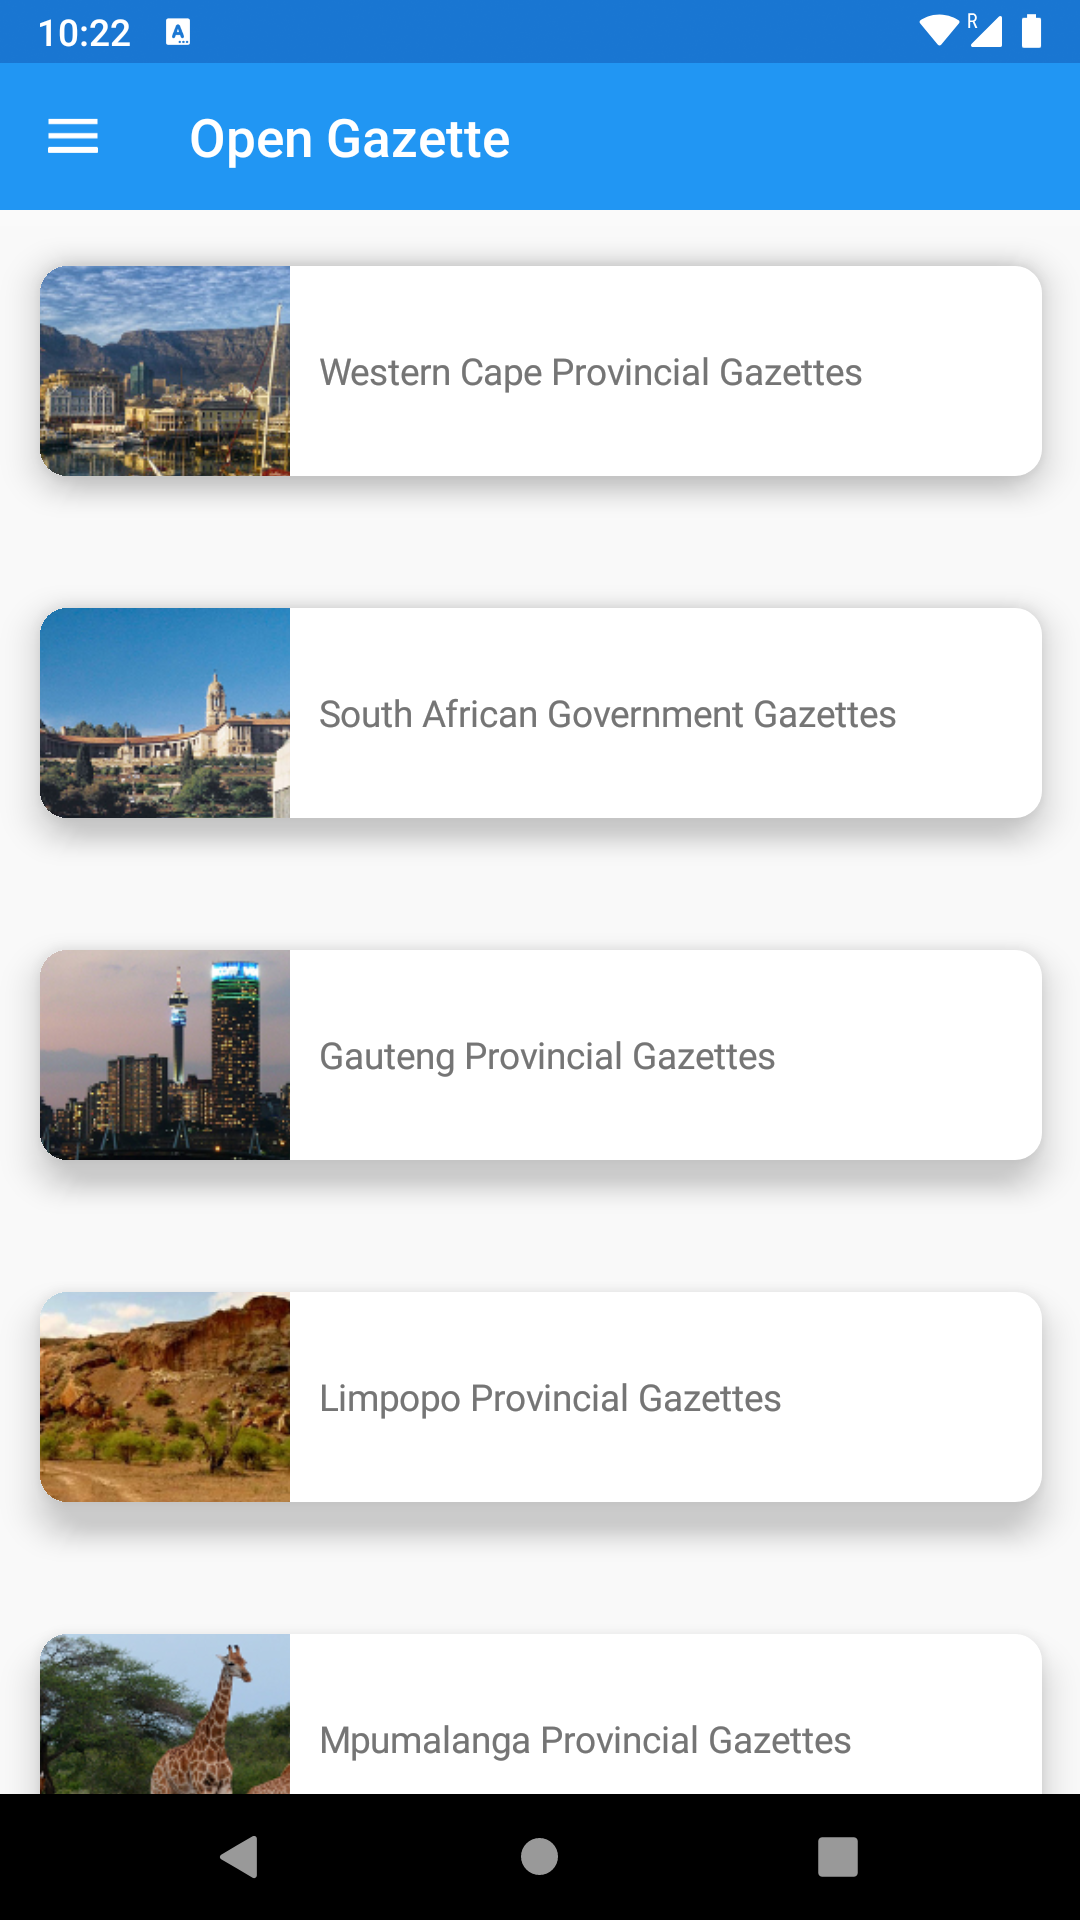 10:22
R
Open Gazette
Western Cape Provincial Gazettes
South African Government Gazettes
Gauteng Provincial Gazettes
Limpopo Provincial Gazettes
Mpumalanga Provincial Gazettes